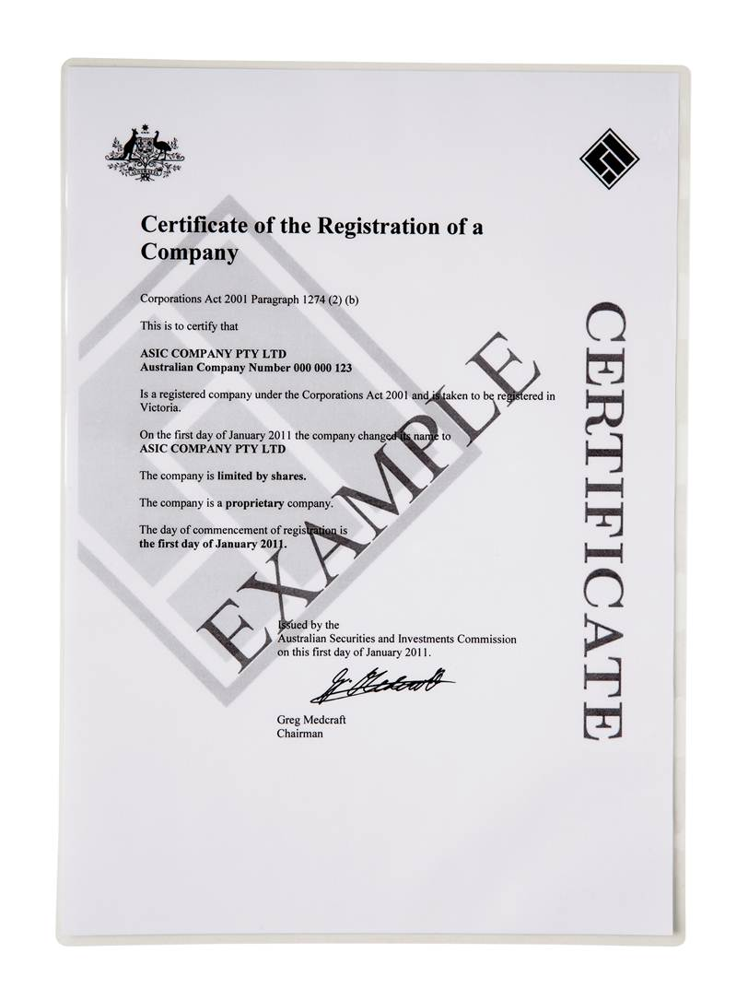 AUSTRALIA
Certificate of the Registration of a
Company
Corporations Act 2001 Paragraph 1274 (2) (b)
This is to certify that
ASIC COMPANY PTY LTD
Australian Company Number 000 000 123
Is a registered company under the Corporations Act 2001 and is taken to be registered in
Victoria.
On the first day of January 2011 the company changed its name to
ASIC COMPANY PTY LTD
The company is limited by shares.
The company is a proprietary company.
The day of commencement of registration is
the first day of January 2011.
EXAMPLE
Issued by the
Australian Securities and Investments Commission
on this first day of January 2011.
Greg Medcraft
Chairman
CERTIFICATE